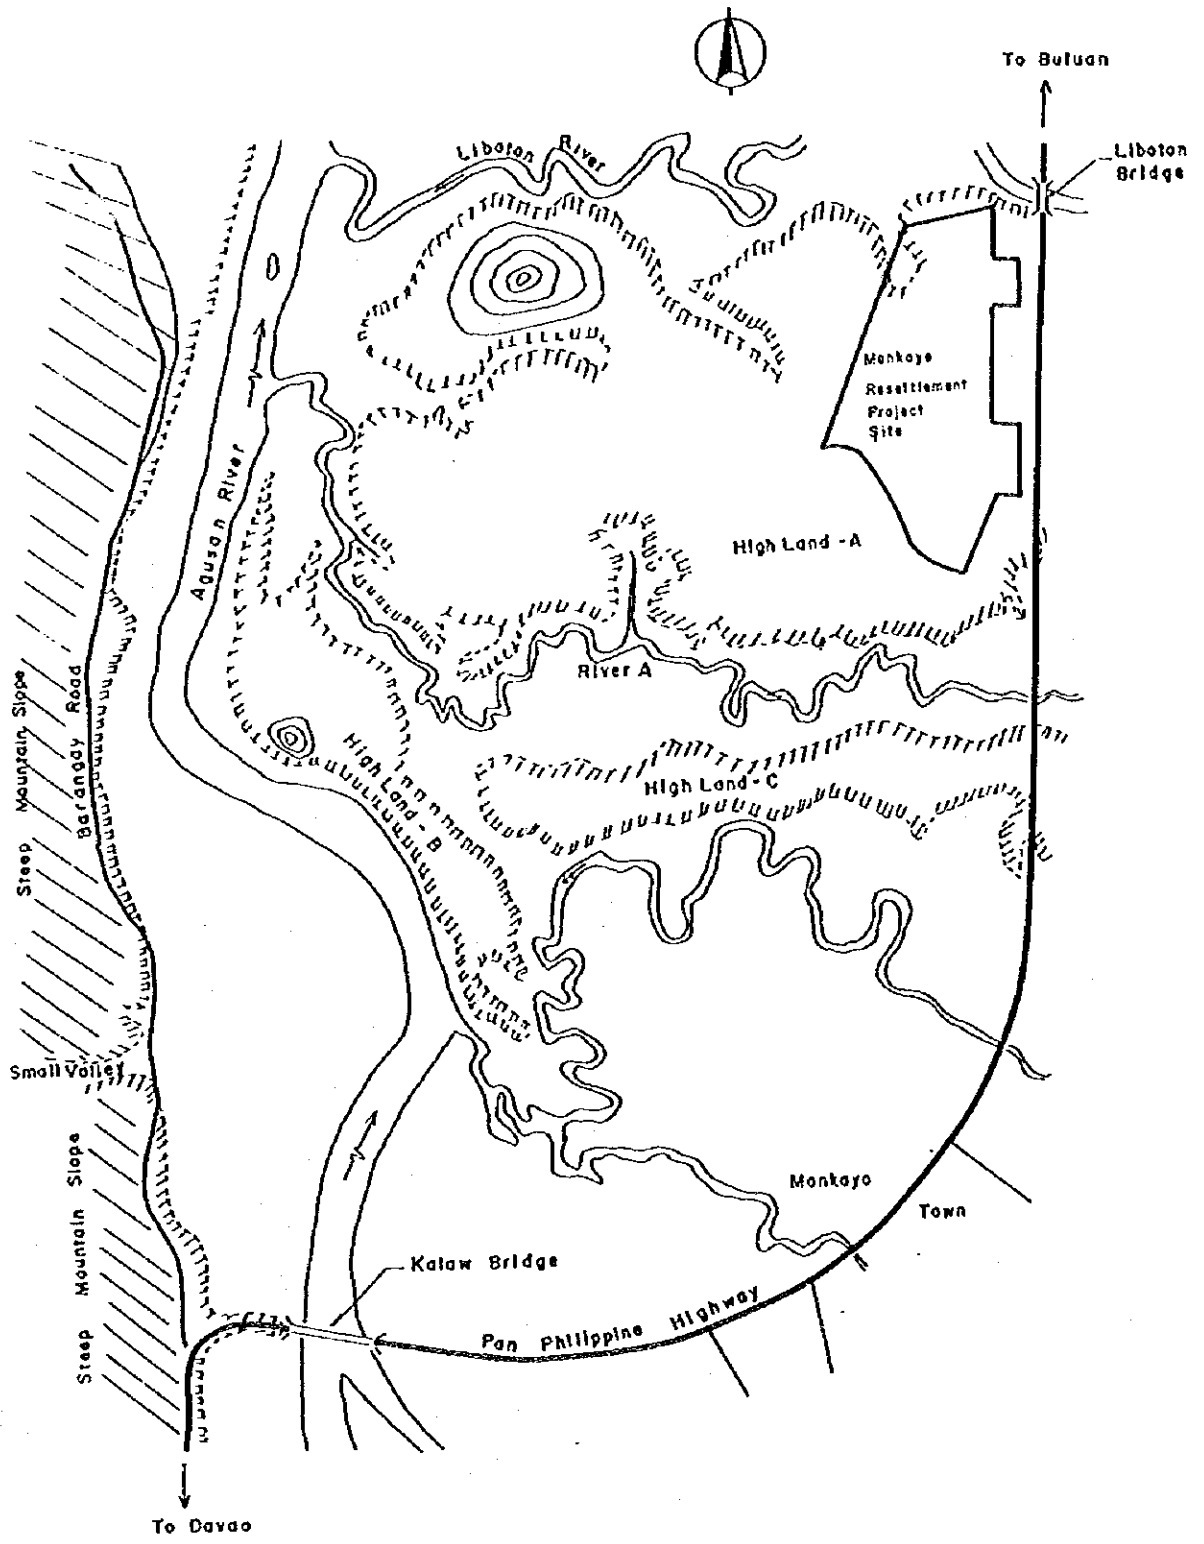 To Butuan
Liboton River
Liboton
Bridge
Monkayo
Resettlement
Project
Site
Agusan River
High Land -A
River A
Steep Mountain Slope
Barangay Road
High Land - B
High Land - C
Small Valley
Steep Mountain Slope
Monkayo
Town
Kalaw Bridge
Pan Philippine Highway
To Davao